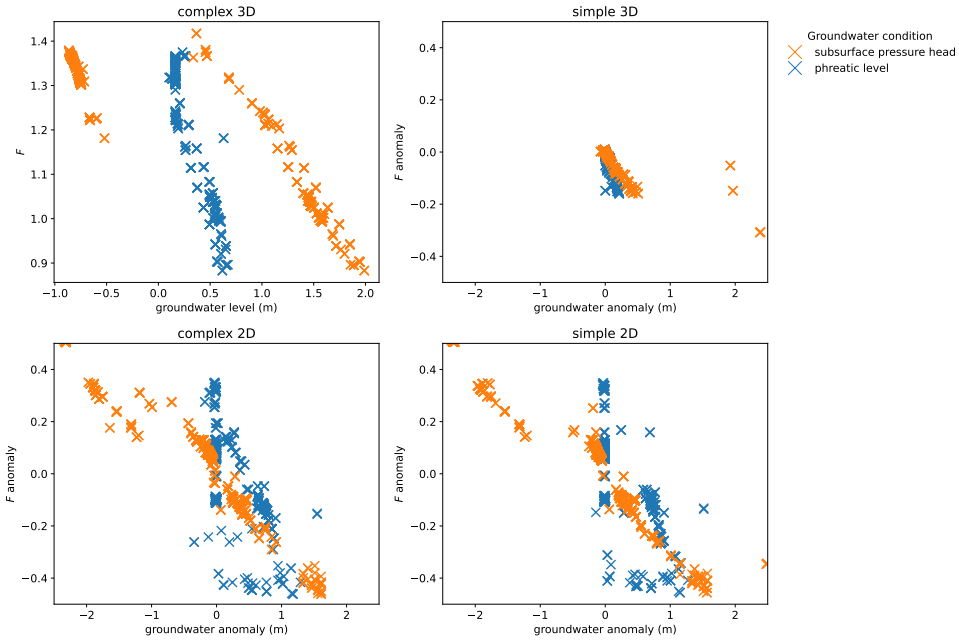 complex 3D
simple 3D
Groundwater condition
subsurface pressure head
phreatic level
F
1.4
1.3
1.2
1.1
1.0
0.9
−1.0 −0.5 0.0 0.5 1.0 1.5 2.0
groundwater level (m)
F anomaly
0.4
0.2
0.0
−0.2
−0.4
−2 −1 0 1 2
groundwater anomaly (m)
complex 2D
simple 2D
F anomaly
0.4
0.2
0.0
−0.2
−0.4
−2 −1 0 1 2
groundwater anomaly (m)
F anomaly
0.4
0.2
0.0
−0.2
−0.4
−2 −1 0 1 2
groundwater anomaly (m)